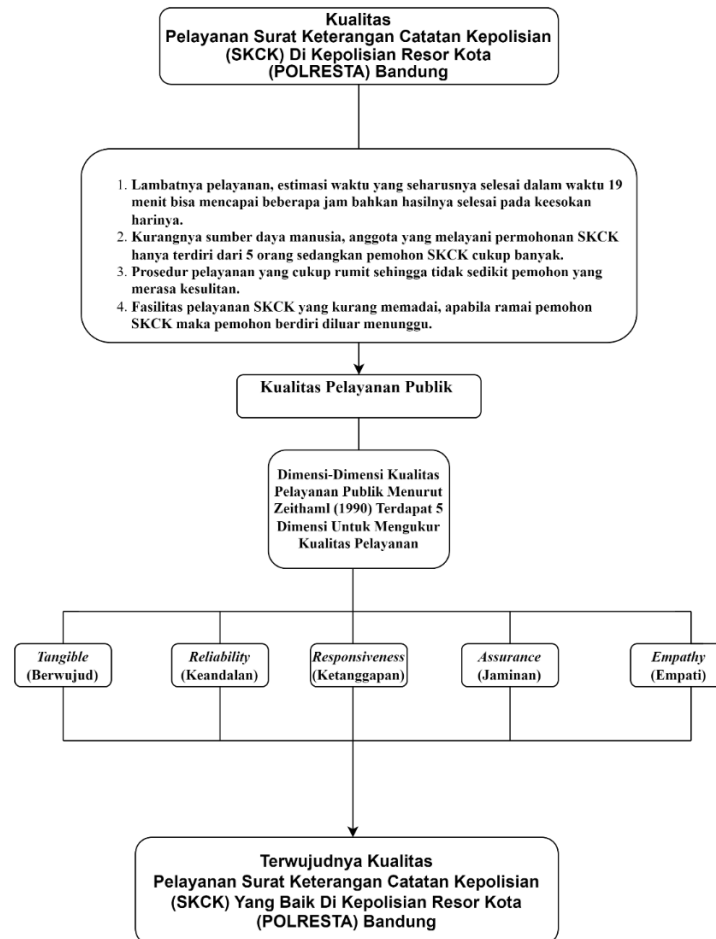 Kualitas
Pelayanan Surat Keterangan Catatan Kepolisian
(SKCK) Di Kepolisian Resor Kota
(POLRESTA) Bandung
1. Lambatnya pelayanan, estimasi waktu yang seharusnya selesai dalam waktu 19
menit bisa mencapai beberapa jam bahkan hasilnya selesai pada keesokan
harinya.
2. Kurangnya sumber daya manusia, anggota yang melayani permohonan SKCK
hanya terdiri dari 5 orang sedangkan pemohon SKCK cukup banyak.
3. Prosedur pelayanan yang cukup rumit sehingga tidak sedikit pemohon yang
merasa kesulitan.
4. Fasilitas pelayanan SKCK yang kurang memadai, apabila ramai pemohon
SKCK maka pemohon berdiri diluar menunggu.
Kualitas Pelayanan Publik
Dimensi-Dimensi Kualitas
Pelayanan Publik Menurut
Zeithaml (1990) Terdapat 5
Dimensi Untuk Mengukur
Kualitas Pelayanan
Tangible
(Berwujud)
Reliability
(Keandalan)
Responsiveness
(Ketanggapan)
Assurance
(Jaminan)
Empathy
(Empati)
Terwujudnya Kualitas
Pelayanan Surat Keterangan Catatan Kepolisian
(SKCK) Yang Baik Di Kepolisian Resor Kota
(POLRESTA) Bandung